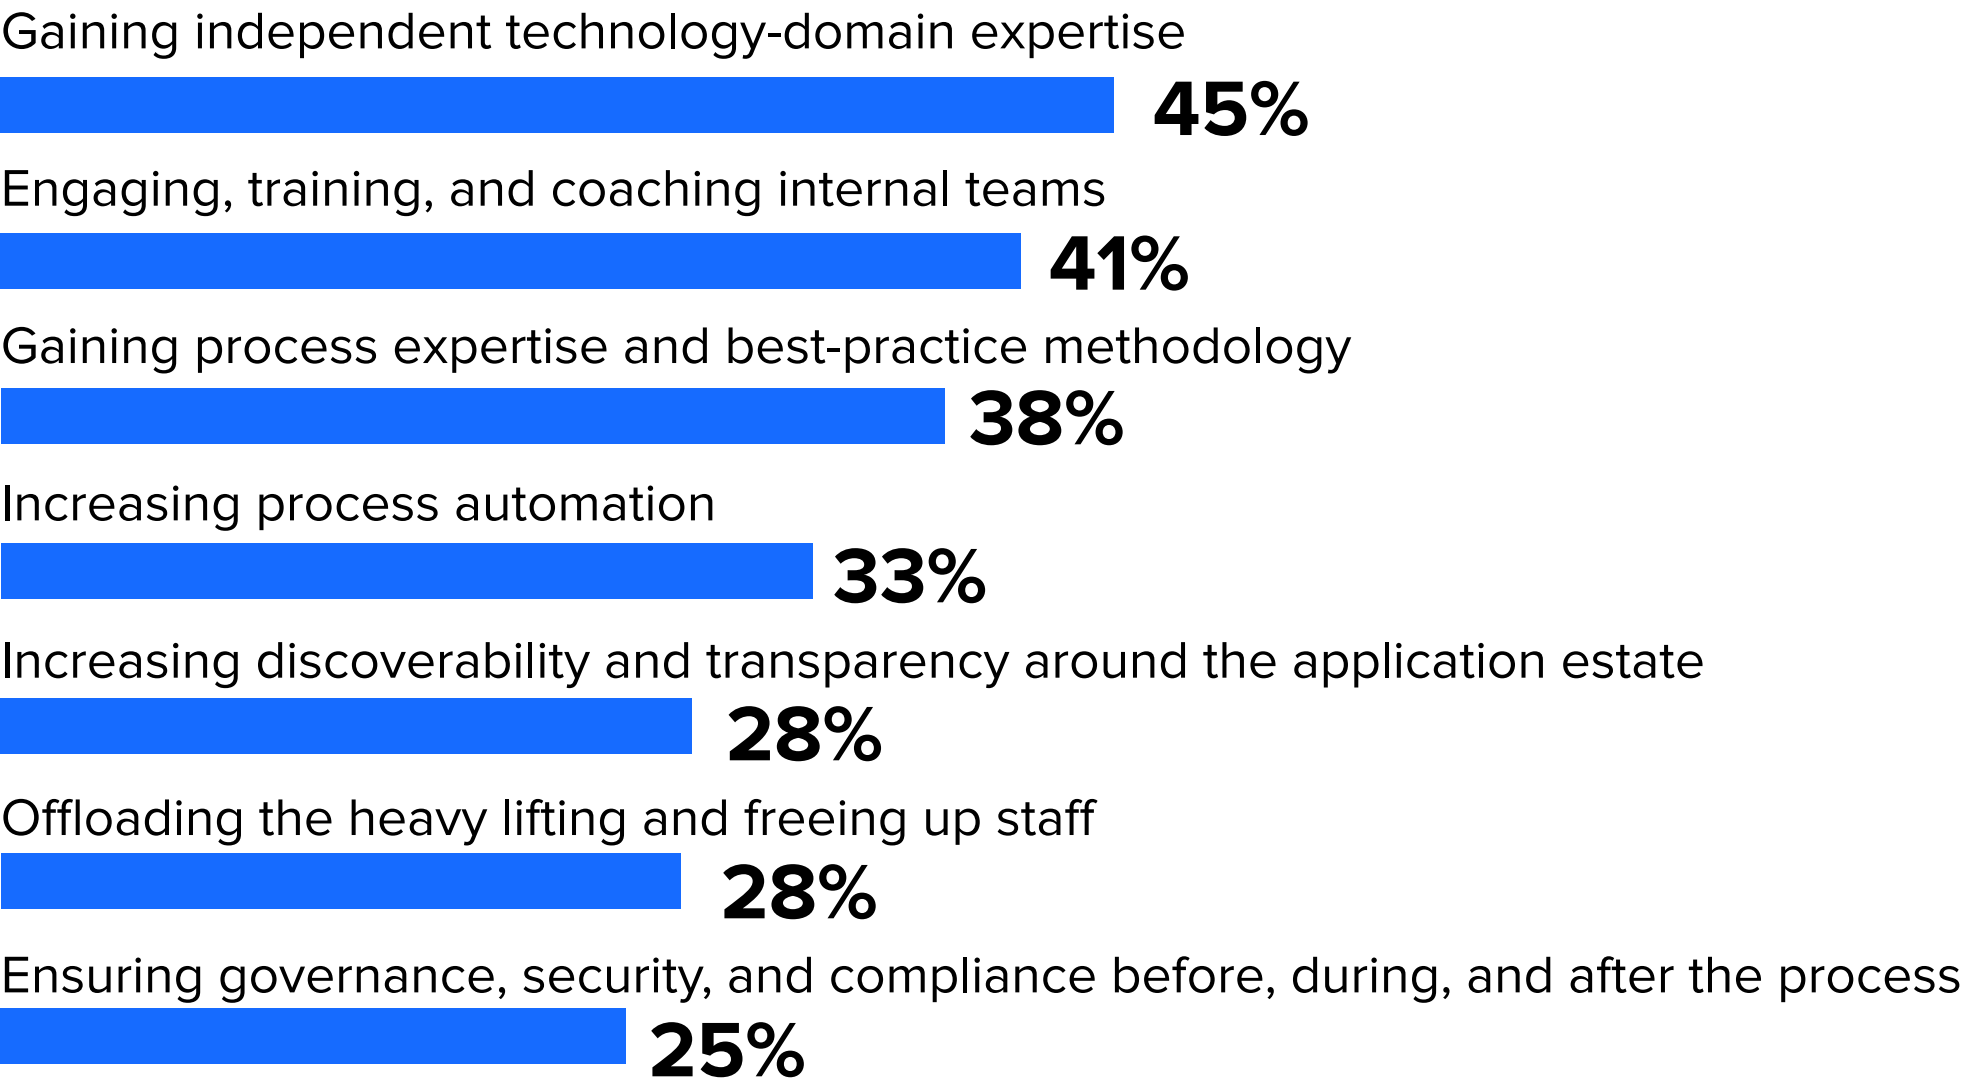 Gaining independent technology-domain expertise
45%
Engaging, training, and coaching internal teams
41%
Gaining process expertise and best-practice methodology
38%
Increasing process automation
33%
Increasing discoverability and transparency around the application estate
28%
Offloading the heavy lifting and freeing up staff
28%
Ensuring governance, security, and compliance before, during, and after the process
25%